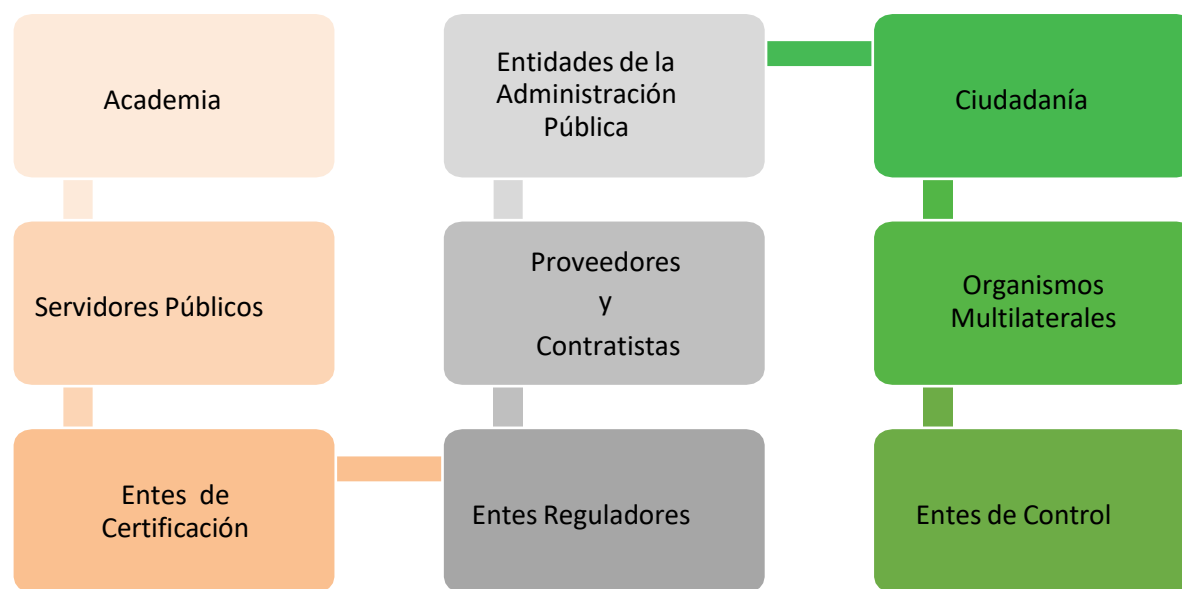 Academia
Servidores Públicos
Entes de
Certificación
Entes Reguladores
Proveedores
y
Contratistas
Entidades de la
Administración
Pública
Ciudadanía
Organismos
Multilaterales
Entes de Control